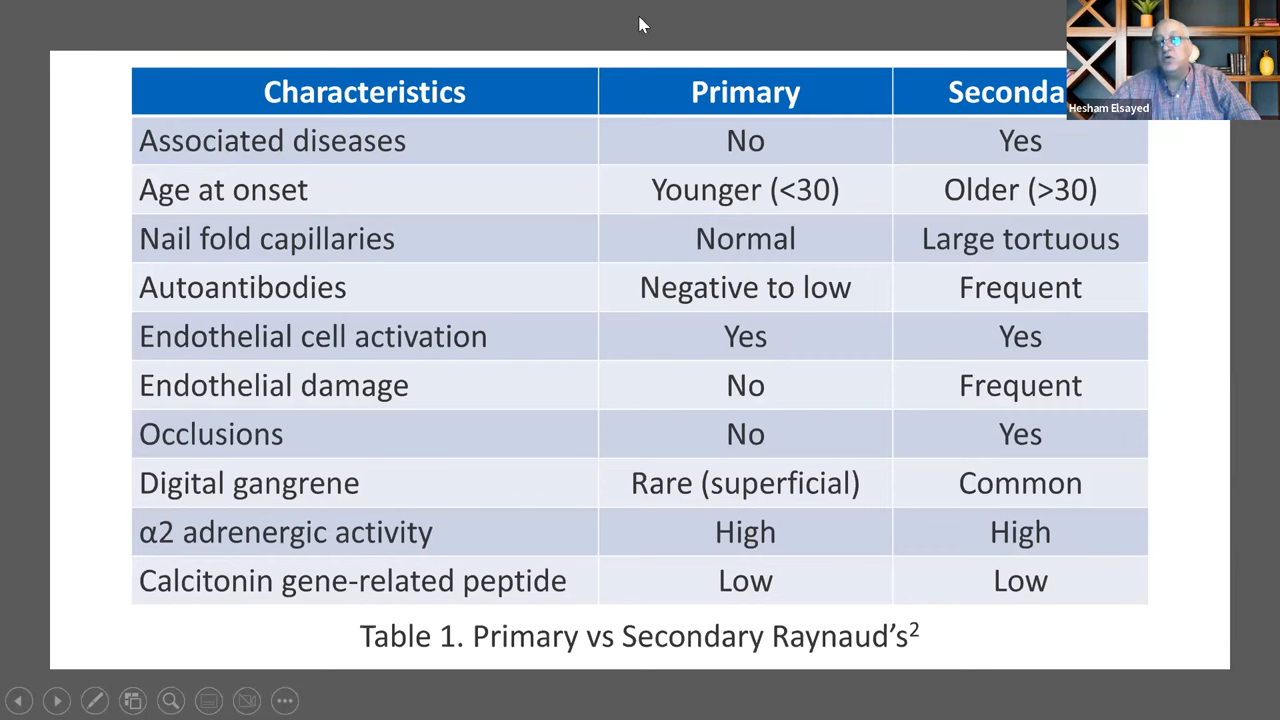 Characteristics Primary Seconda
Hesham Elsayed
Associated diseases No Yes
Age at onset Younger (<30) Older (>30)
Nail fold capillaries Normal Large tortuous
Autoantibodies Negative to low Frequent
Endothelial cell activation Yes Yes
Endothelial damage No Frequent
Occlusions No Yes
Digital gangrene Rare (superficial) Common
α2 adrenergic activity High High
Calcitonin gene-related peptide Low Low
Table 1. Primary vs Secondary Raynaud's²